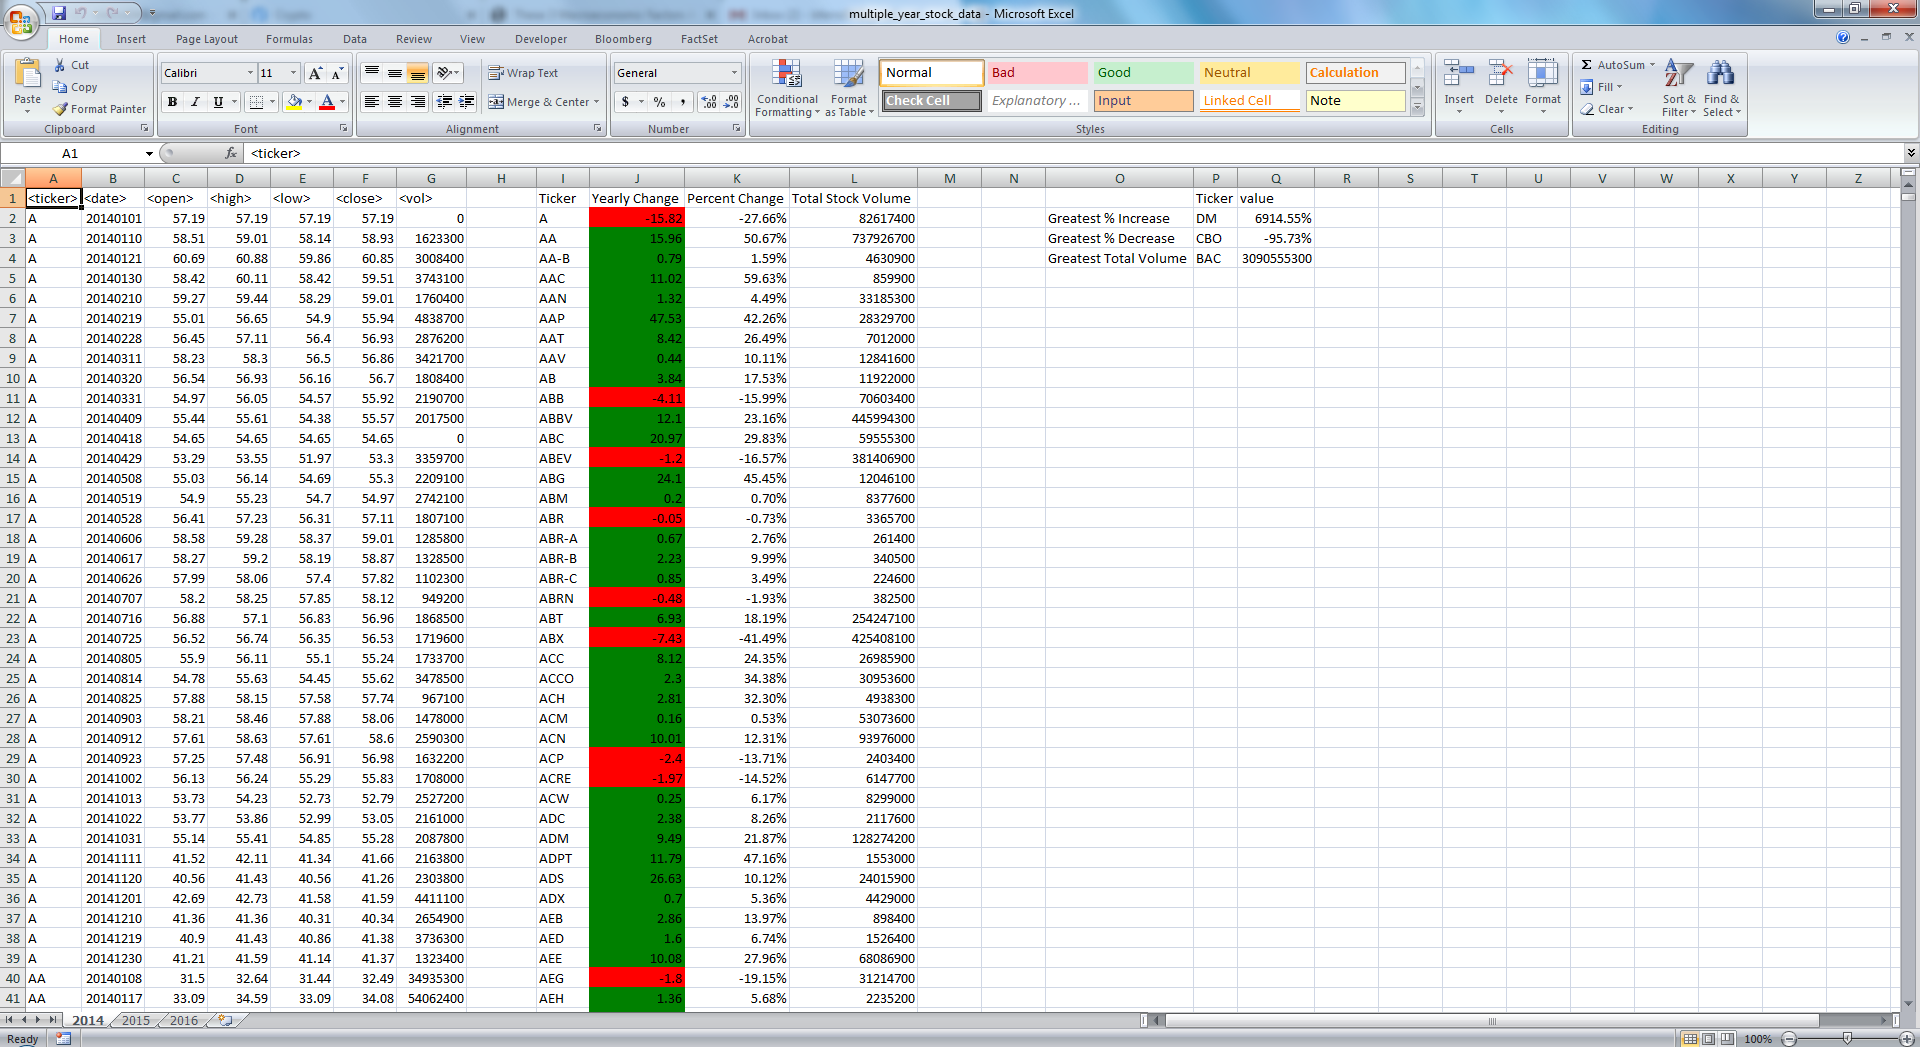 multiple_year_stock_data - Microsoft Excel
Home Insert Page Layout Formulas Data Review View Developer Bloomberg FactSet Acrobat
Paste Cut Copy Format Painter Clipboard
Calibri 11 A A B I U A Font
Wrap Text Merge & Center Alignment
General $ % , .00 Number
Conditional Formatting Format as Table
Normal Bad Good Neutral Calculation
Check Cell Explanatory ... Input Linked Cell Note
Styles
Insert Delete Format Cells
Σ AutoSum Fill Clear Sort & Filter Find & Select Editing
A1 fx <ticker>
A B C D E F G H I J K L M N O P Q R S T U V W X Y Z
1 <ticker> <date> <open> <high> <low> <close> <vol> Ticker Yearly Change Percent Change Total Stock Volume Ticker value
2 A 20140101 57.19 57.19 57.19 57.19 0 A -15.82 -27.66% 82617400 Greatest % Increase DM 6914.55%
3 A 20140110 58.51 59.01 58.14 58.93 1623300 AA 15.96 50.67% 737926700 Greatest % Decrease CBO -95.73%
4 A 20140121 60.69 60.88 59.86 60.85 3008400 AA-B 0.79 1.59% 4630900 Greatest Total Volume BAC 3090555300
5 A 20140130 58.42 60.11 58.42 59.51 3743100 AAC 11.02 59.63% 859900
6 A 20140210 59.27 59.44 58.29 59.01 1760400 AAN 1.32 4.49% 33185300
7 A 20140219 55.01 56.65 54.9 55.94 4838700 AAP 47.53 42.26% 28329700
8 A 20140228 56.45 57.11 56.4 56.93 2876200 AAT 8.42 26.49% 7012000
9 A 20140311 58.23 58.3 56.5 56.86 3421700 AAV 0.44 10.11% 12841600
10 A 20140320 56.54 56.93 56.16 56.7 1808400 AB 3.84 17.53% 11922000
11 A 20140331 54.97 56.05 54.57 55.92 2190700 ABB -4.11 -15.99% 70603400
12 A 20140409 55.44 55.61 54.38 55.57 2017500 ABBV 12.1 23.16% 445994300
13 A 20140418 54.65 54.65 54.65 54.65 0 ABC 20.97 29.83% 59555300
14 A 20140429 53.29 53.55 51.97 53.3 3359700 ABEV -1.2 -16.57% 381406900
15 A 20140508 55.03 56.14 54.69 55.3 2209100 ABG 24.1 45.45% 12046100
16 A 20140519 54.9 55.23 54.7 54.97 2742100 ABM 0.2 0.70% 8377600
17 A 20140528 56.41 57.23 56.31 57.11 1807100 ABR -0.05 -0.73% 3365700
18 A 20140606 58.58 59.28 58.37 59.01 1285800 ABR-A 0.67 2.76% 261400
19 A 20140617 58.27 59.2 58.19 58.87 1328500 ABR-B 2.23 9.99% 340500
20 A 20140626 57.99 58.06 57.4 57.82 1102300 ABR-C 0.85 3.49% 224600
21 A 20140707 58.2 58.25 57.85 58.12 949200 ABRN -0.48 -1.93% 382500
22 A 20140716 56.88 57.1 56.83 56.96 1868500 ABT 6.93 18.19% 254247100
23 A 20140725 56.52 56.74 56.35 56.53 1719600 ABX -7.43 -41.49% 425408100
24 A 20140805 55.9 56.11 55.1 55.24 1733700 ACC 8.12 24.35% 26985900
25 A 20140814 54.78 55.63 54.45 55.62 3478500 ACCO 2.3 34.38% 30953600
26 A 20140825 57.88 58.15 57.58 57.74 967100 ACH 2.81 32.30% 4938300
27 A 20140903 58.21 58.46 57.88 58.06 1478000 ACM 0.16 0.53% 53073600
28 A 20140912 57.61 58.63 57.61 58.6 2590300 ACN 10.01 12.31% 93976000
29 A 20140923 57.25 57.48 56.91 56.98 1632200 ACP -2.4 -13.71% 2403400
30 A 20141002 56.13 56.24 55.29 55.83 1708000 ACRE -1.97 -14.52% 6147700
31 A 20141013 53.73 54.23 52.73 52.79 2527200 ACW 0.25 6.17% 8299000
32 A 20141022 53.77 53.86 52.99 53.05 2161000 ADC 2.38 8.26% 2117600
33 A 20141031 55.14 55.41 54.85 55.28 2087800 ADM 9.49 21.87% 128274200
34 A 20141111 41.52 42.11 41.34 41.66 2163800 ADPT 11.79 47.16% 1553000
35 A 20141120 40.56 41.43 40.56 41.26 2303800 ADS 26.63 10.12% 24015900
36 A 20141201 42.69 42.73 41.58 41.59 4411100 ADX 0.7 5.36% 4429000
37 A 20141210 41.36 41.36 40.31 40.34 2654900 AEB 2.86 13.97% 898400
38 A 20141219 40.9 41.43 40.86 41.38 3736300 AED 1.6 6.74% 1526400
39 A 20141230 41.21 41.59 41.14 41.37 1323400 AEE 10.08 27.96% 68086900
40 AA 20140108 31.5 32.64 31.44 32.49 34935300 AEG -1.8 -19.15% 31214700
41 AA 20140117 33.09 34.59 33.09 34.08 54062400 AEH 1.36 5.68% 2235200
2014 2015 2016
Ready 100%